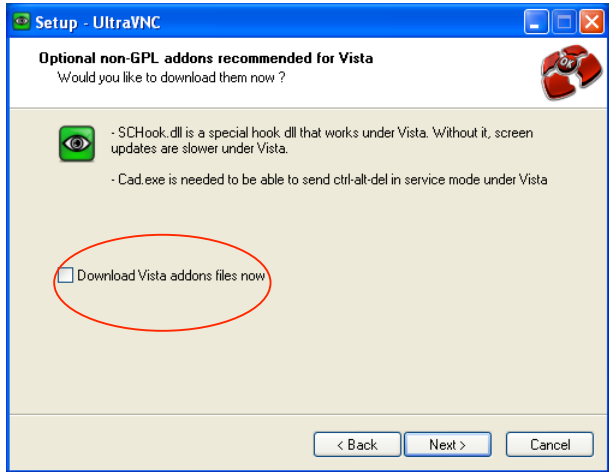 Setup - UltraVNC
Optional non-GPL addons recommended for Vista
Would you like to download them now ?
OK
- SCHook.dll is a special hook dll that works under Vista. Without it, screen
updates are slower under Vista.
- Cad.exe is needed to be able to send ctrl-alt-del in service mode under Vista
Download Vista addons files now
< Back
Next >
Cancel